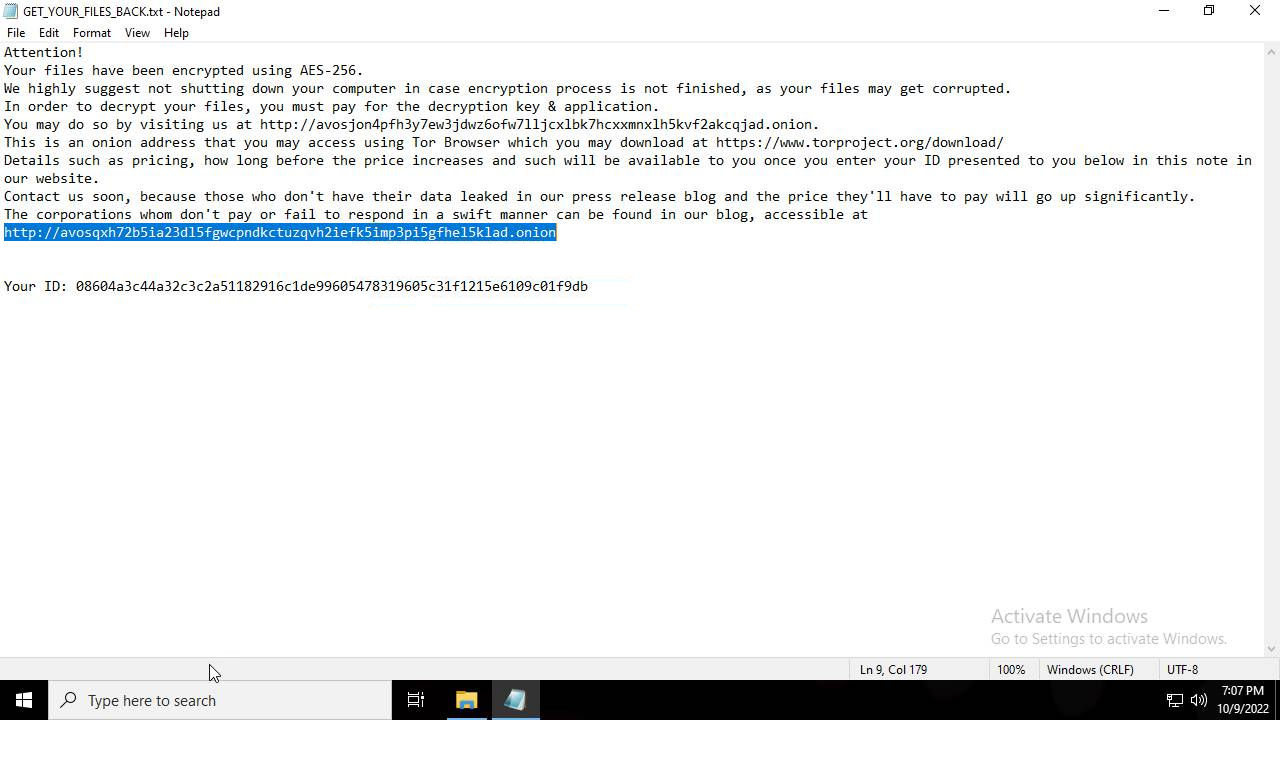 GET_YOUR_FILES_BACK.txt - Notepad
File Edit Format View Help
Attention!
Your files have been encrypted using AES-256.
We highly suggest not shutting down your computer in case encryption process is not finished, as your files may get corrupted.
In order to decrypt your files, you must pay for the decryption key & application.
You may do so by visiting us at http://avosjon4pfh3y7ew3jdwz6ofw7lljcxlbk7hcxxmnxlh5kvf2akcqjad.onion.
This is an onion address that you may access using Tor Browser which you may download at https://www.torproject.org/download/
Details such as pricing, how long before the price increases and such will be available to you once you enter your ID presented to you below in this note in
our website.
Contact us soon, because those who don't have their data leaked in our press release blog and the price they'll have to pay will go up significantly.
The corporations whom don't pay or fail to respond in a swift manner can be found in our blog, accessible at
http://avosqxh72b5ia23dl5fgwcpndkctuzqvh2iefk5imp3pi5gfhel5klad.onion
Your ID: 08604a3c44a32c3c2a51182916c1de99605478319605c31f1215e6109c01f9db
Activate Windows
Go to Settings to activate Windows.
Ln 9, Col 179 100% Windows (CRLF) UTF-8
Type here to search
7:07 PM
10/9/2022